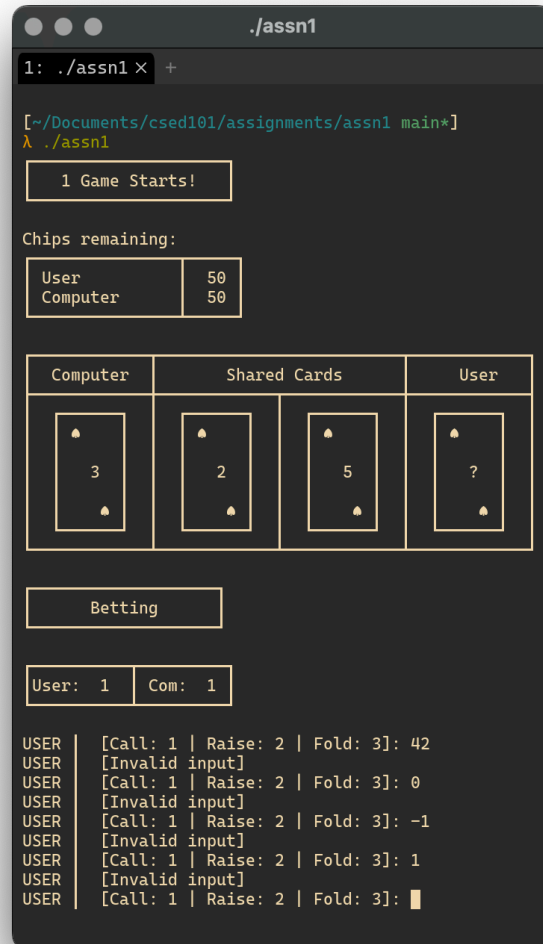 ./assn1
1: ./assn1 × +
[~/Documents/csed101/assignments/assn1 main*]
λ ./assn1
1 Game Starts!
Chips remaining:
User 50
Computer 50
Computer Shared Cards User
♠ ♠ ♠ ♠
3 2 5 ?
♠ ♠ ♠ ♠
Betting
User: 1 Com: 1
USER [Call: 1 | Raise: 2 | Fold: 3]: 42
USER [Invalid input]
USER [Call: 1 | Raise: 2 | Fold: 3]: 0
USER [Invalid input]
USER [Call: 1 | Raise: 2 | Fold: 3]: -1
USER [Invalid input]
USER [Call: 1 | Raise: 2 | Fold: 3]: 1
USER [Invalid input]
USER [Call: 1 | Raise: 2 | Fold: 3]: